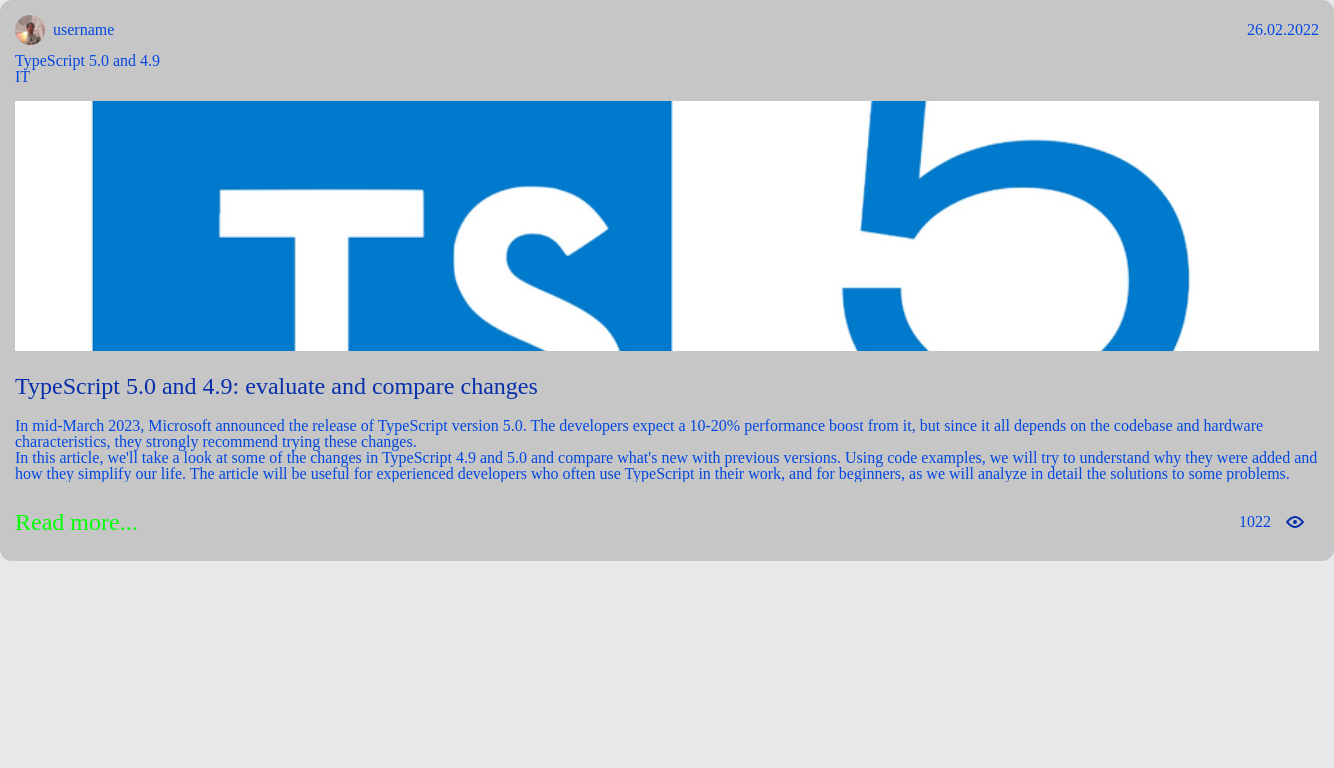 username
26.02.2022
TypeScript 5.0 and 4.9
IT
TS 5
TypeScript 5.0 and 4.9: evaluate and compare changes
In mid-March 2023, Microsoft announced the release of TypeScript version 5.0. The developers expect a 10-20% performance boost from it, but since it all depends on the codebase and hardware
characteristics, they strongly recommend trying these changes.
In this article, we'll take a look at some of the changes in TypeScript 4.9 and 5.0 and compare what's new with previous versions. Using code examples, we will try to understand why they were added and
how they simplify our life. The article will be useful for experienced developers who often use TypeScript in their work, and for beginners, as we will analyze in detail the solutions to some problems.
Read more...
1022